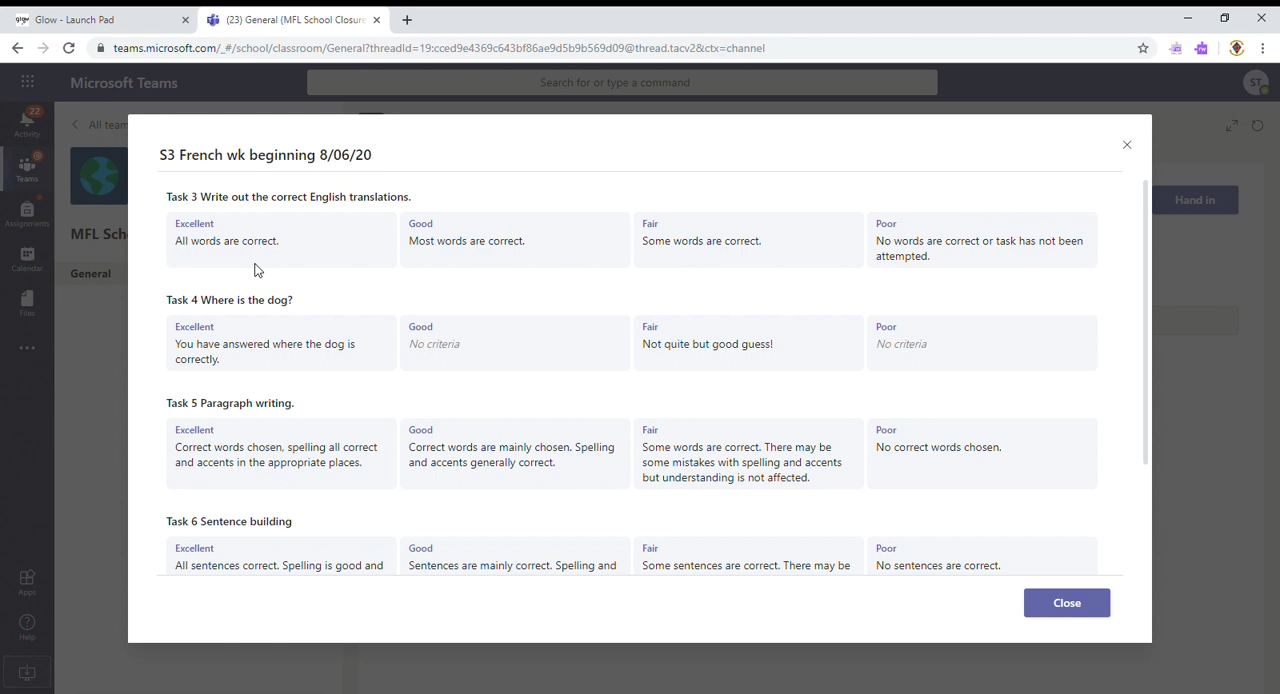 glow
Glow - Launch Pad
(23) General (MFL School Closure
teams.microsoft.com/_#/school/classroom/General?threadId=19:cced9e4369c643bf86ae9d5b9b569d09@thread.tacv2&ctx=channel
Microsoft Teams
Search for or type a command
ST
22
Activity
All team
Teams
Assignments
MFL Sch
Calendar
General
Files
Apps
Help
Hand in
S3 French wk beginning 8/06/20
Task 3 Write out the correct English translations.
Excellent
All words are correct.
Good
Most words are correct.
Fair
Some words are correct.
Poor
No words are correct or task has not been
attempted.
Task 4 Where is the dog?
Excellent
You have answered where the dog is
correctly.
Good
No criteria
Fair
Not quite but good guess!
Poor
No criteria
Task 5 Paragraph writing.
Excellent
Correct words chosen, spelling all correct
and accents in the appropriate places.
Good
Correct words are mainly chosen. Spelling
and accents generally correct.
Fair
Some words are correct. There may be
some mistakes with spelling and accents
but understanding is not affected.
Poor
No correct words chosen.
Task 6 Sentence building
Excellent
All sentences correct. Spelling is good and
Good
Sentences are mainly correct. Spelling and
Fair
Some sentences are correct. There may be
Poor
No sentences are correct.
Close